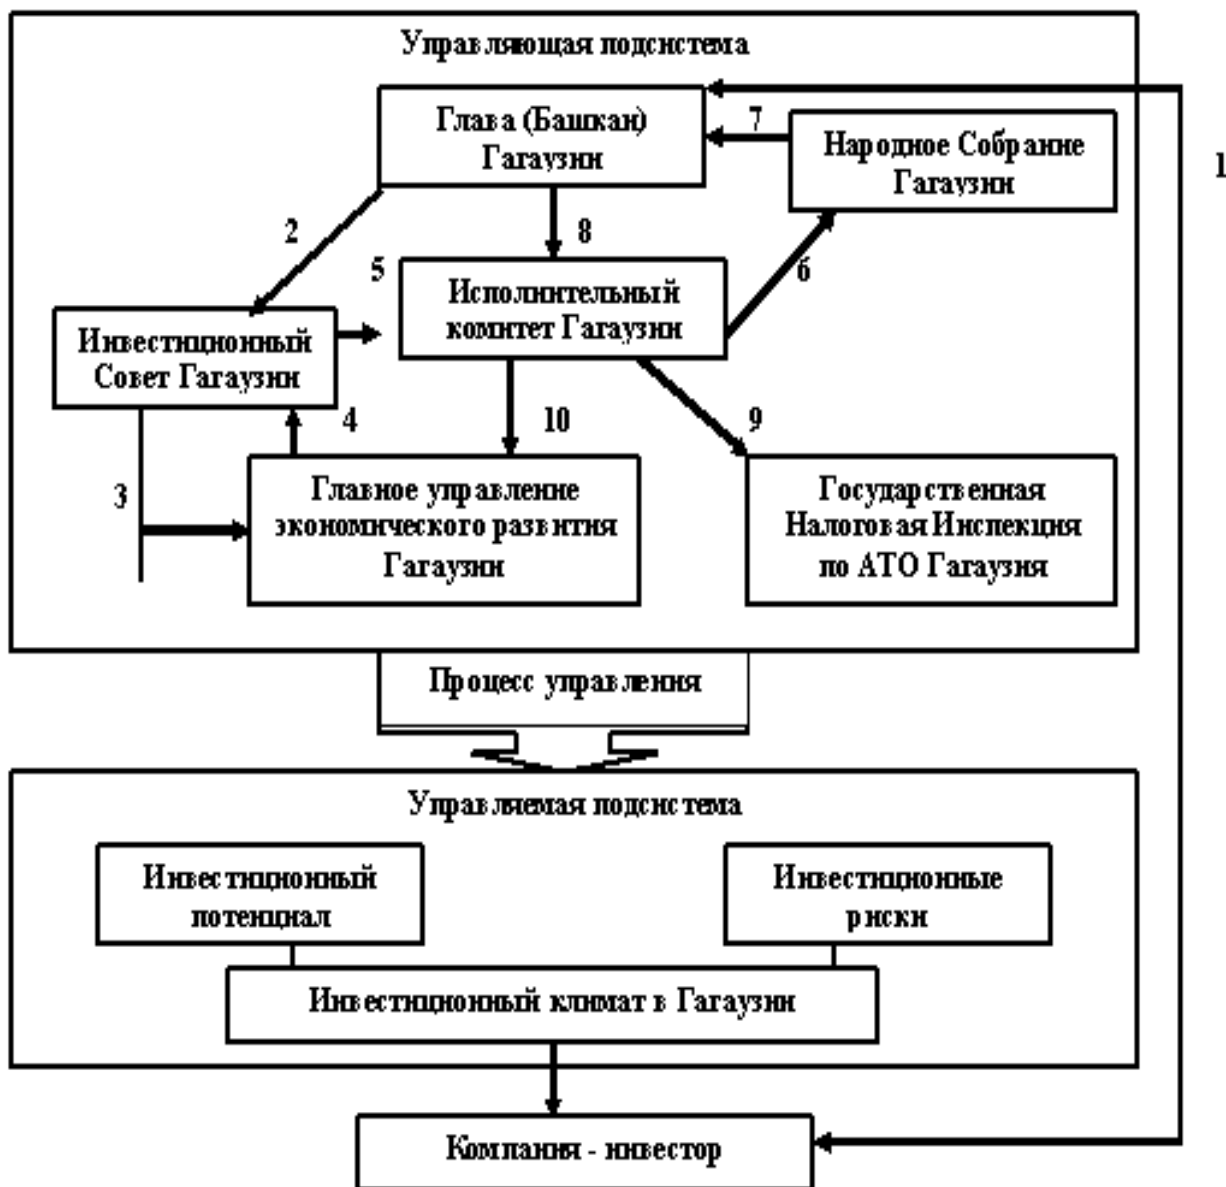 Управляющая подсистема
Глава (Башкан)
Гагаузии
7
Народное Собрание
Гагаузии
1
2
8
5
6
Исполнительный
комитет Гагаузии
Инвестиционный
Совет Гагаузии
4
10
9
3
Главное управление
экономического развития
Гагаузии
Государственная
Налоговая Инспекция
по АТО Гагаузия
Процесс управления
Управляемая подсистема
Инвестиционный
потенциал
Инвестиционные
риски
Инвестиционный климат в Гагаузии
Компания - инвестор